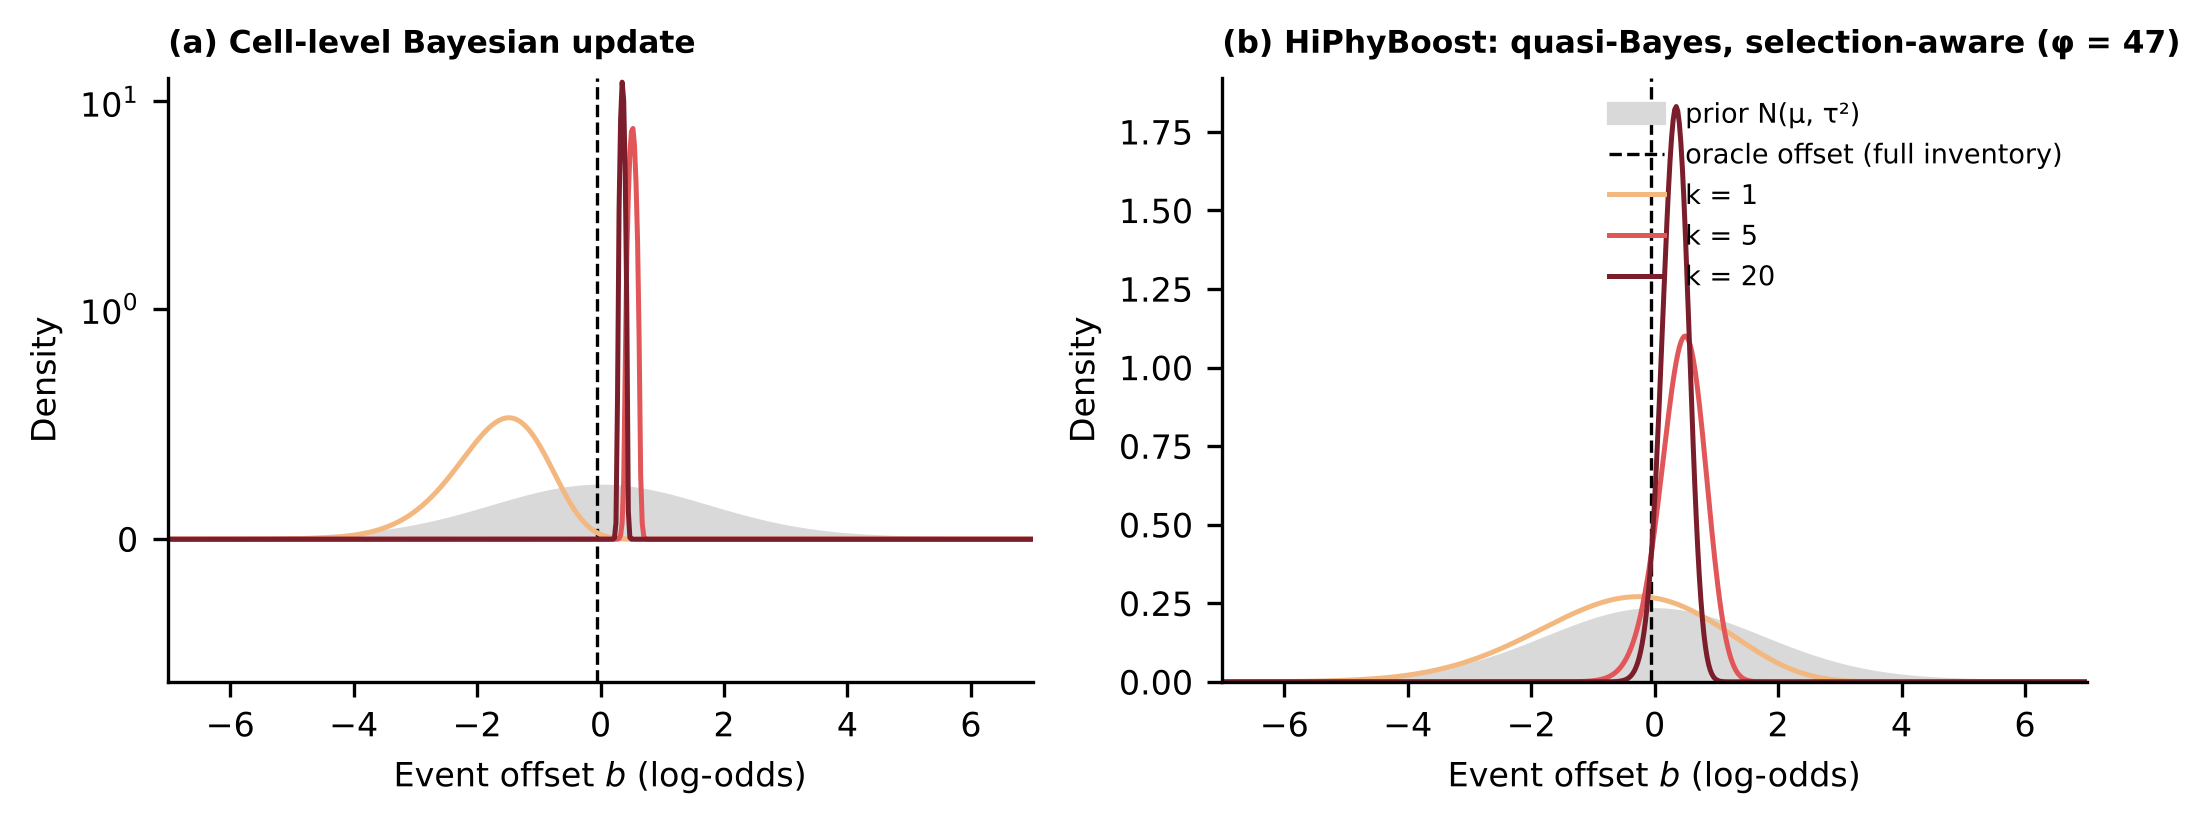 (a) Cell-level Bayesian update
10¹
10⁰
0
Density
−6 −4 −2 0 2 4 6
Event offset b (log-odds)
(b) HiPhyBoost: quasi-Bayes, selection-aware (φ = 47)
prior N(μ, τ²)
oracle offset (full inventory)
k = 1
k = 5
k = 20
1.75
1.50
1.25
1.00
0.75
0.50
0.25
0.00
Density
−6 −4 −2 0 2 4 6
Event offset b (log-odds)